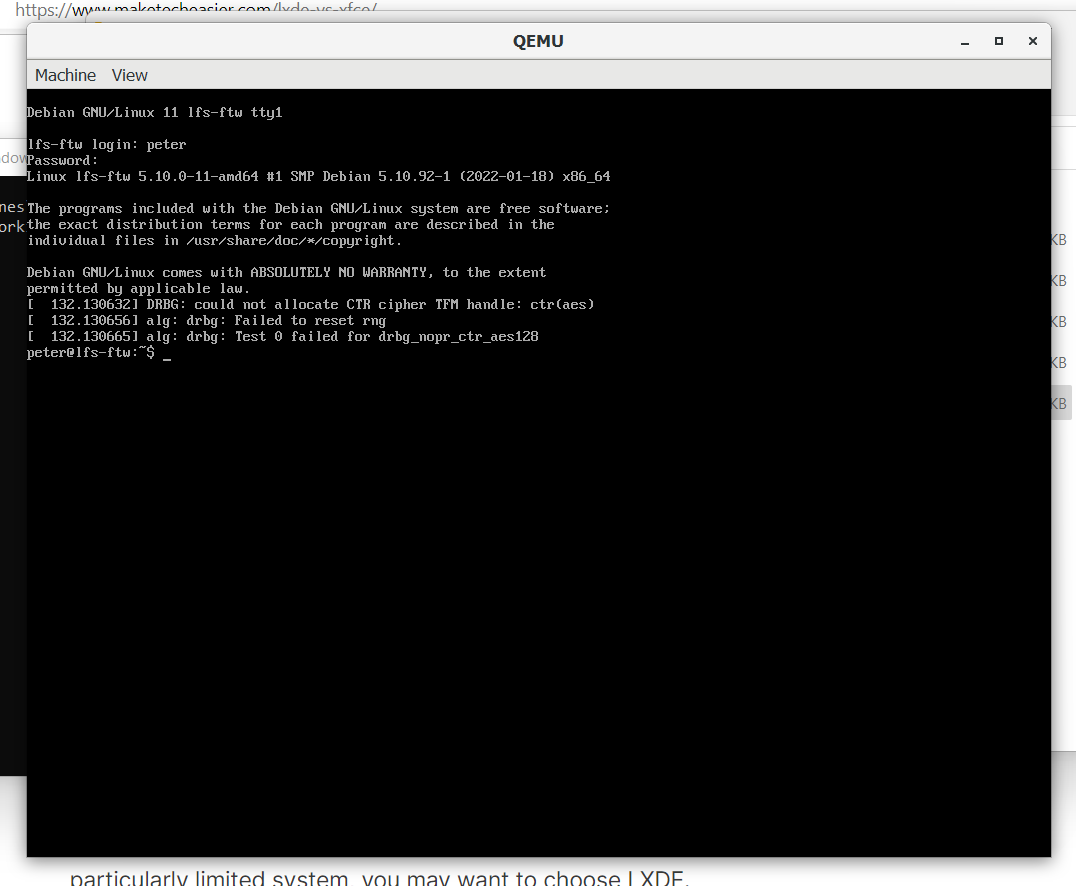 https://www.maketecheasier.com/lxde-vs-xfce/
QEMU
Machine View
Debian GNU/Linux 11 lfs-ftw tty1
lfs-ftw login: peter
Password:
Linux lfs-ftw 5.10.0-11-amd64 #1 SMP Debian 5.10.92-1 (2022-01-18) x86_64
The programs included with the Debian GNU/Linux system are free software;
the exact distribution terms for each program are described in the
individual files in /usr/share/doc/*/copyright.
Debian GNU/Linux comes with ABSOLUTELY NO WARRANTY, to the extent
permitted by applicable law.
[  132.130632] DRBG: could not allocate CTR cipher TFM handle: ctr(aes)
[  132.130656] alg: drbg: Failed to reset rng
[  132.130665] alg: drbg: Test 0 failed for drbg_nopr_ctr_aes128
peter@lfs-ftw:~$ _
ndow
nes
ork
KB
KB
KB
KB
KB
particularly limited system, you may want to choose LXDE.